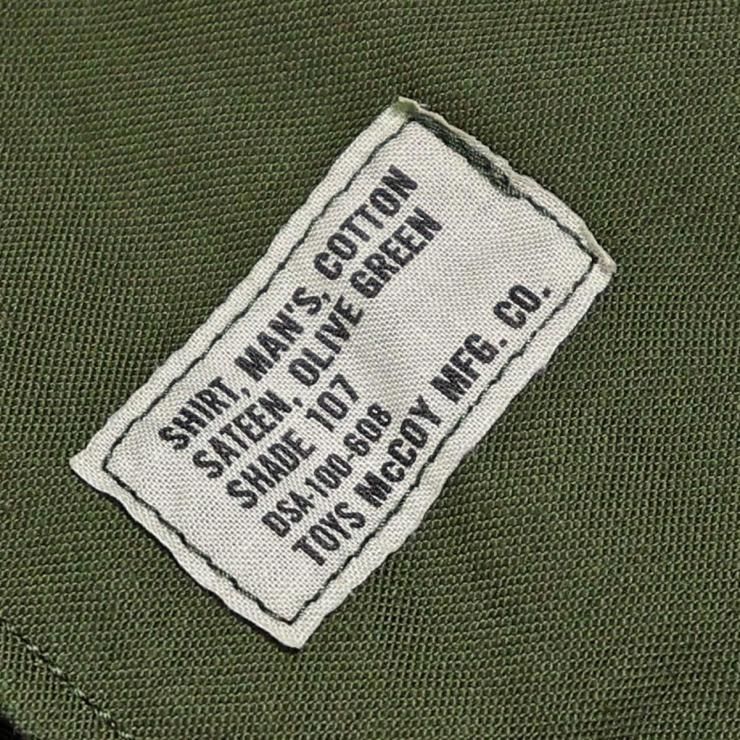 SHIRT, MAN'S, COTTON
SATEEN, OLIVE GREEN
SHADE 107
DSA-100-608
TOYS McCOY MFG. CO.